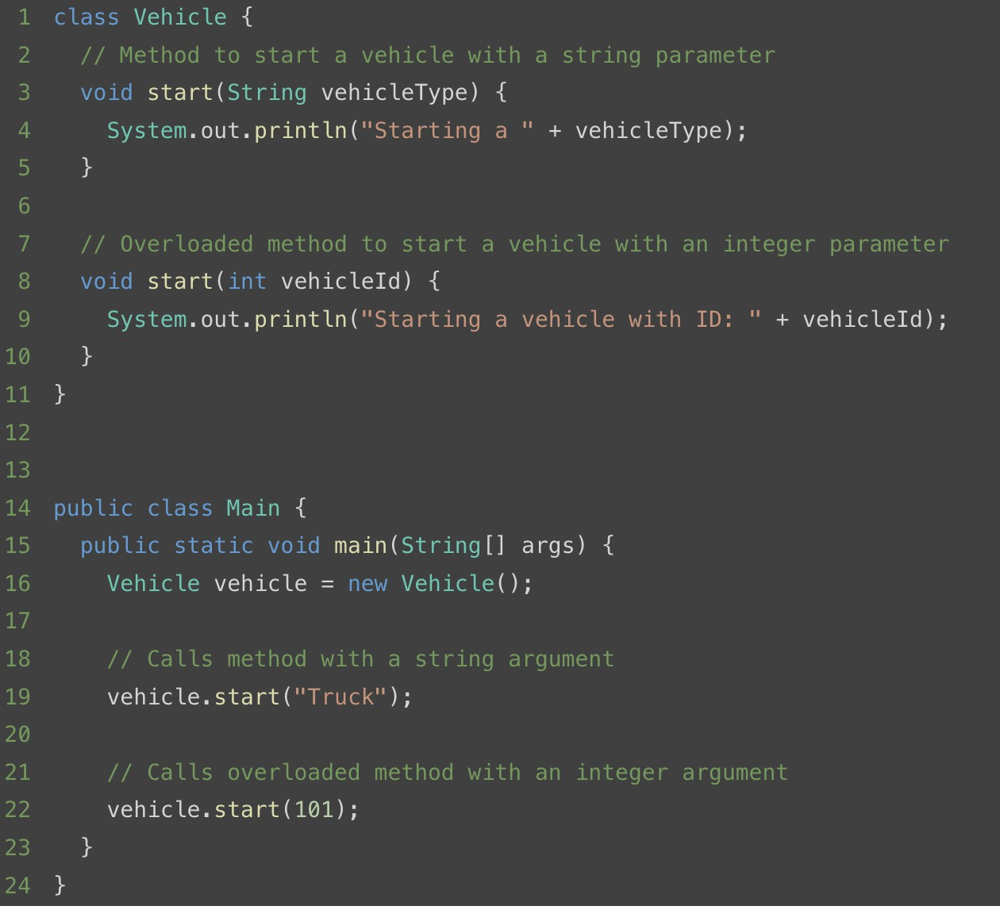 1 class Vehicle {
2   // Method to start a vehicle with a string parameter
3   void start(String vehicleType) {
4     System.out.println("Starting a " + vehicleType);
5   }
6
7   // Overloaded method to start a vehicle with an integer parameter
8   void start(int vehicleId) {
9     System.out.println("Starting a vehicle with ID: " + vehicleId);
10   }
11 }
12
13
14 public class Main {
15   public static void main(String[] args) {
16     Vehicle vehicle = new Vehicle();
17
18     // Calls method with a string argument
19     vehicle.start("Truck");
20
21     // Calls overloaded method with an integer argument
22     vehicle.start(101);
23   }
24 }